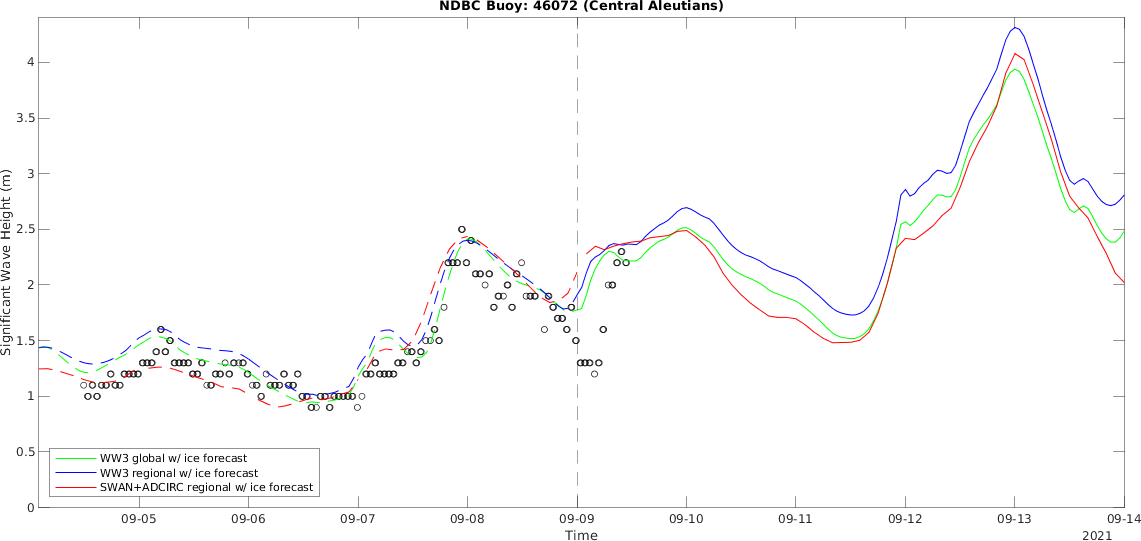 NDBC Buoy: 46072 (Central Aleutians)
Significant Wave Height (m)
4
3.5
3
2.5
2
1.5
1
0.5
0
WW3 global w/ ice forecast
WW3 regional w/ ice forecast
SWAN+ADCIRC regional w/ ice forecast
09-05 09-06 09-07 09-08 09-09 09-10 09-11 09-12 09-13 09-14
Time
2021